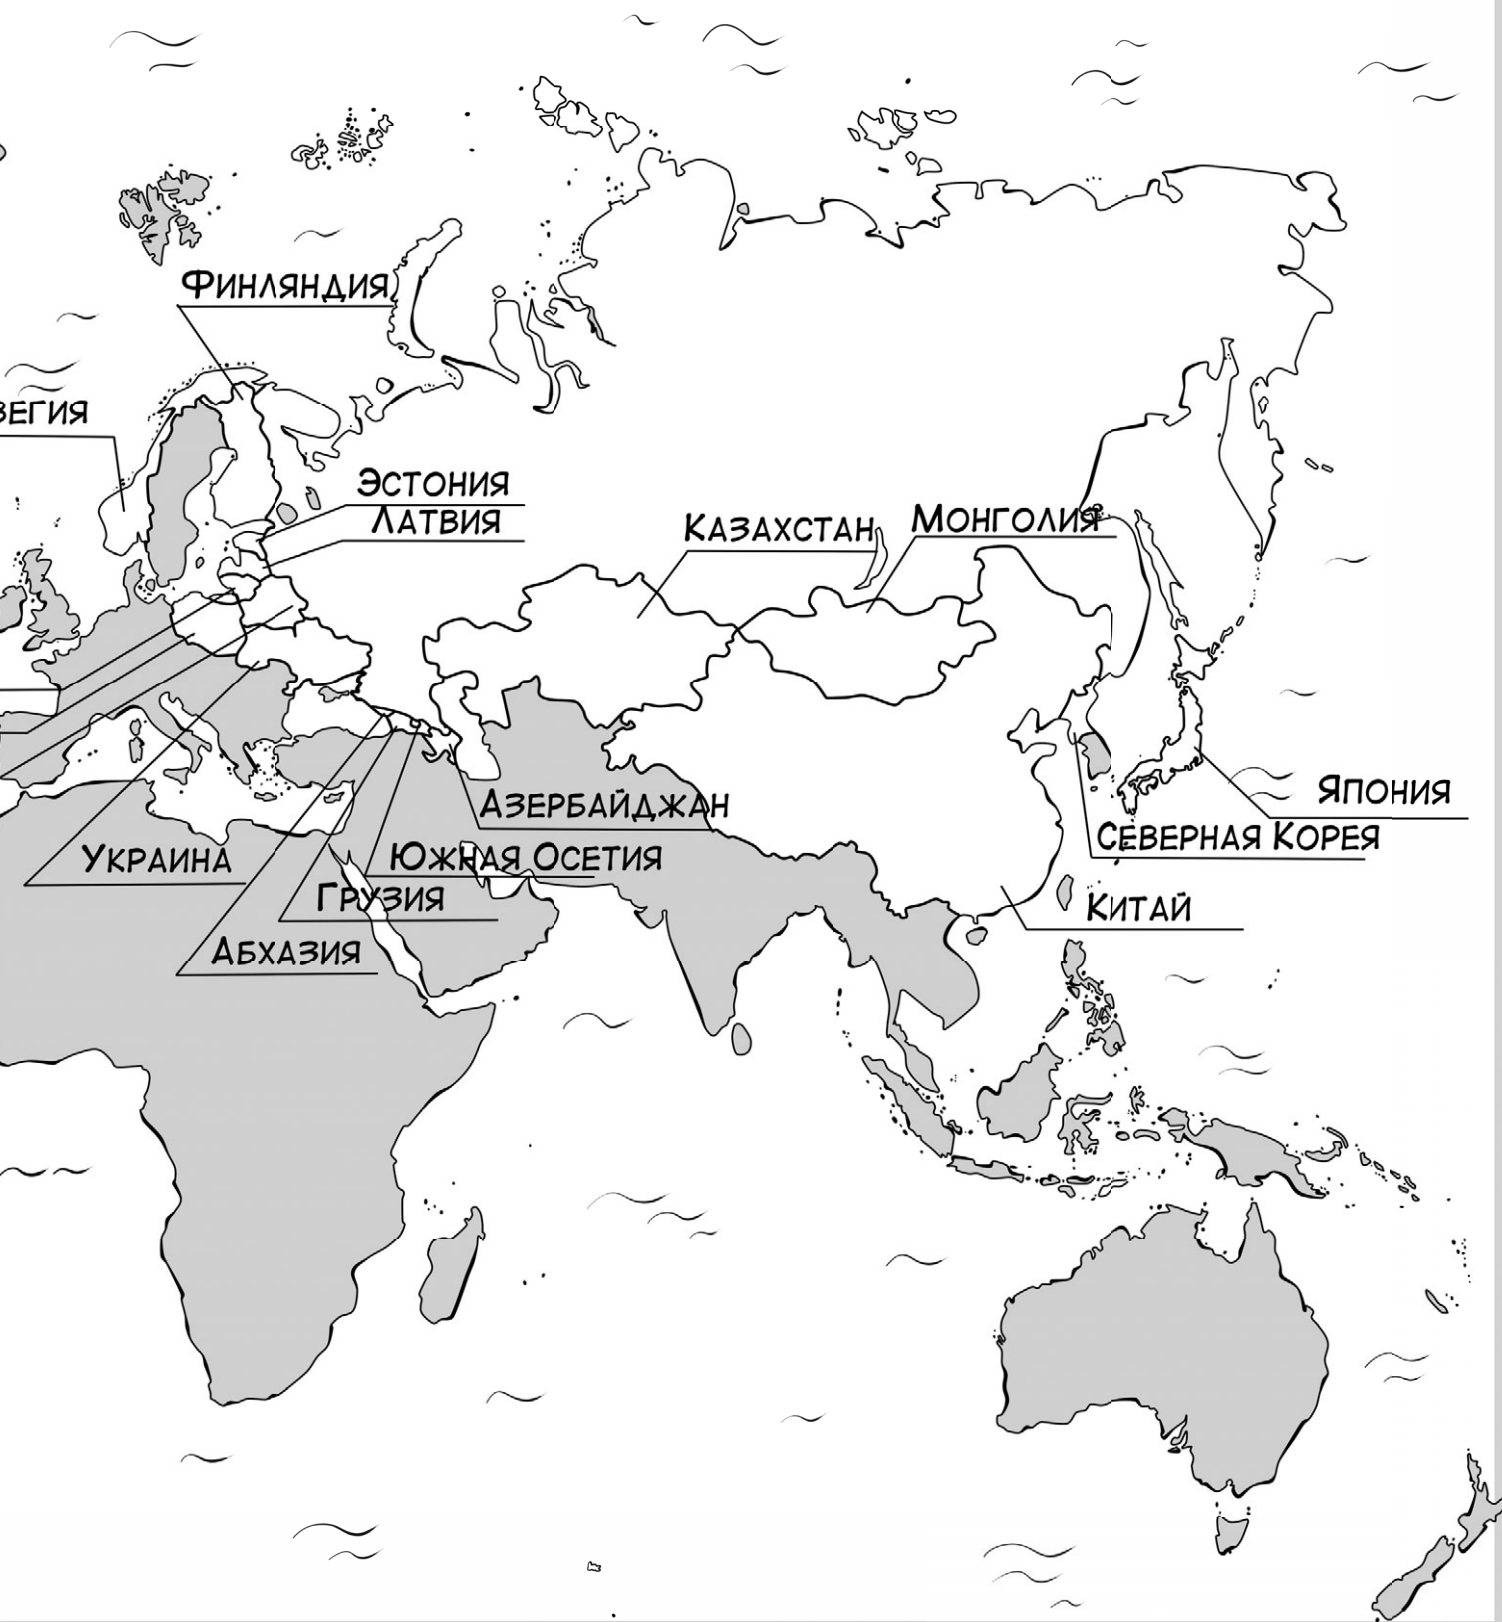 Финляндия
вегия
Эстония
Латвия
Казахстан
Монголия
Япония
Азербайджан
Северная Корея
Украина
Южная Осетия
Грузия
Китай
Абхазия